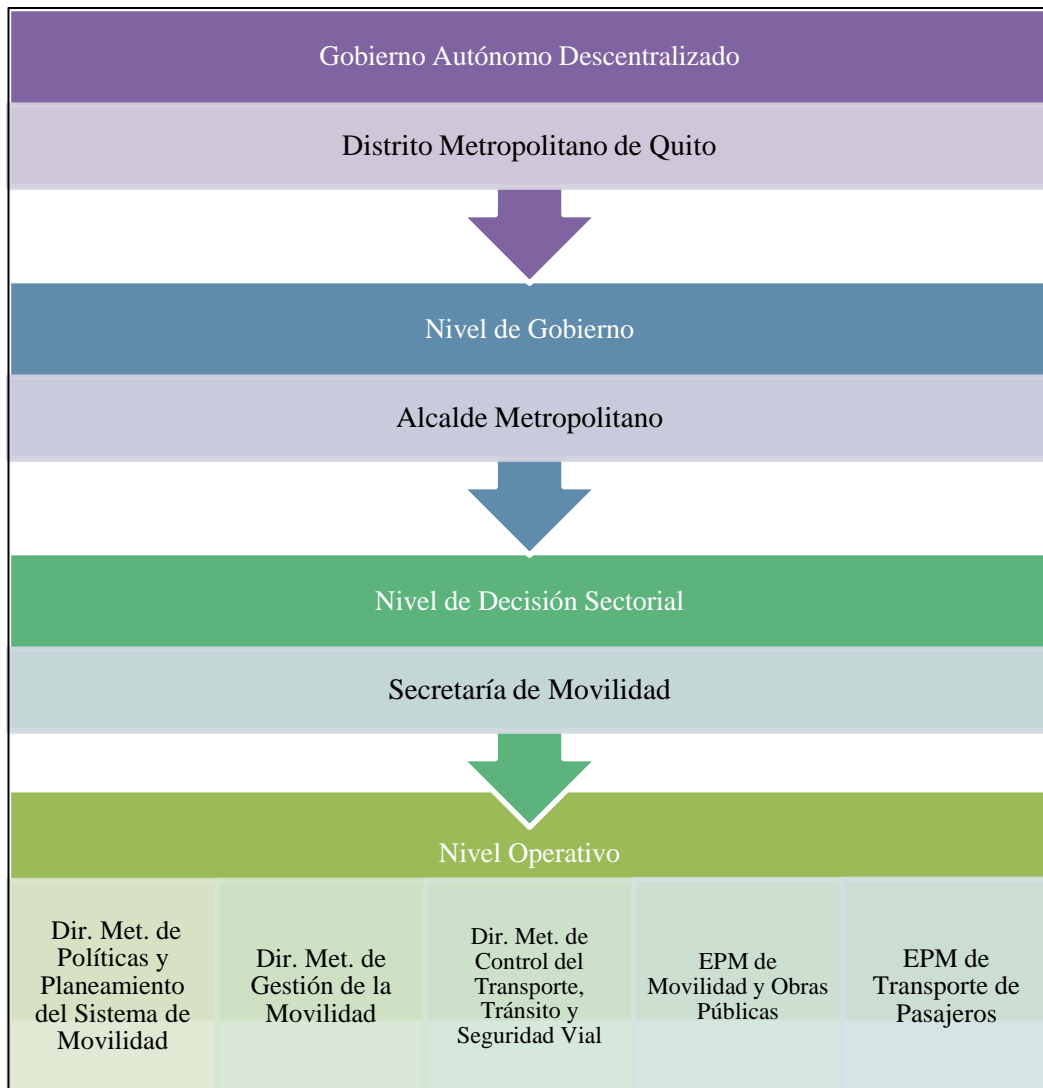 Gobierno Autónomo Descentralizado
Distrito Metropolitano de Quito
Nivel de Gobierno
Alcalde Metropolitano
Nivel de Decisión Sectorial
Secretaría de Movilidad
Nivel Operativo
Dir. Met. de
Políticas y
Planeamiento
del Sistema de
Movilidad
Dir. Met. de
Gestión de la
Movilidad
Dir. Met. de
Control del
Transporte,
Tránsito y
Seguridad Vial
EPM de
Movilidad y Obras
Públicas
EPM de
Transporte de
Pasajeros